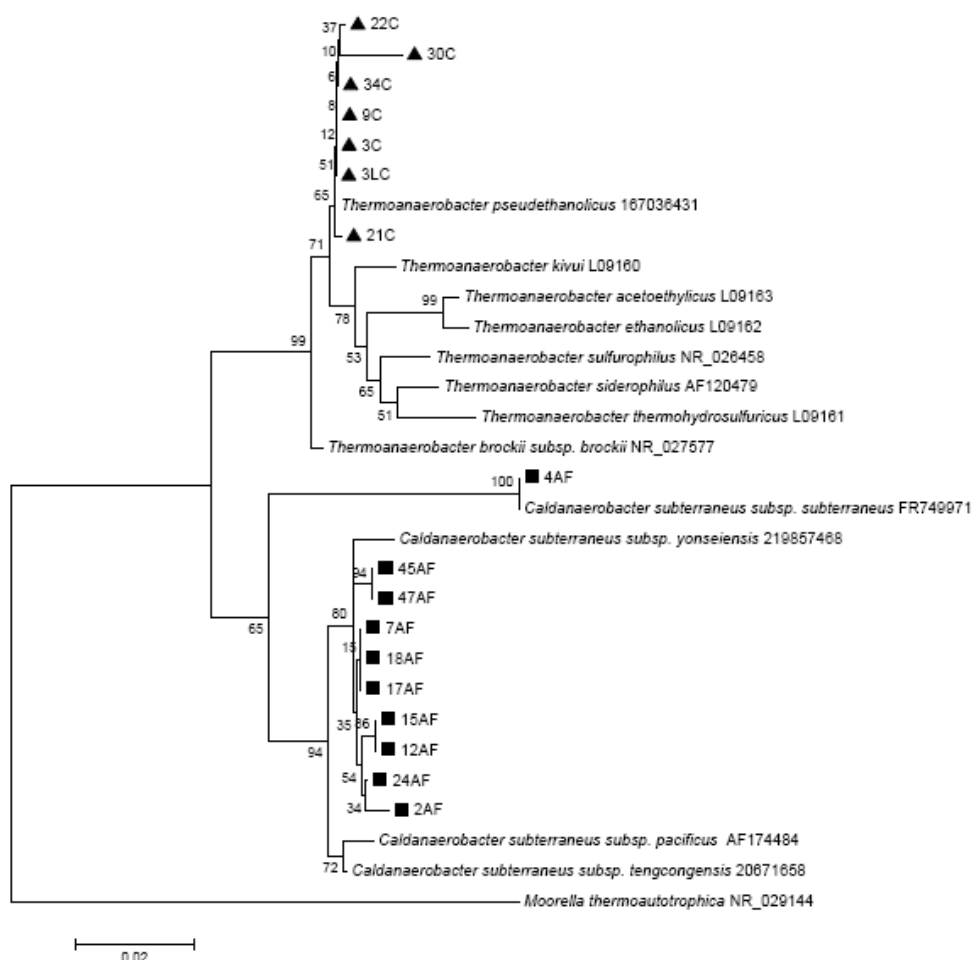 37
22C
10
30C
6
34C
8
9C
12
3C
51
3LC
65
Thermoanaerobacter pseudethanolicus 167036431
21C
71
Thermoanaerobacter kivui L09160
99
Thermoanaerobacter acetoethylicus L09163
78
Thermoanaerobacter ethanolicus L09162
99
53
Thermoanaerobacter sulfurophilus NR_026458
65
Thermoanaerobacter siderophilus AF120479
51
Thermoanaerobacter thermohydrosulfuricus L09161
Thermoanaerobacter brockii subsp. brockii NR_027577
100
4AF
Caldanaerobacter subterraneus subsp. subterraneus FR749971
Caldanaerobacter subterraneus subsp. yonseiensis 219857468
94
45AF
47AF
80
65
7AF
15
18AF
17AF
35
15AF
12AF
94
54
24AF
34
2AF
Caldanaerobacter subterraneus subsp. pacificus AF174484
72
Caldanaerobacter subterraneus subsp. tengcongensis 20671658
Moorella thermoautotrophica NR_029144
0.02